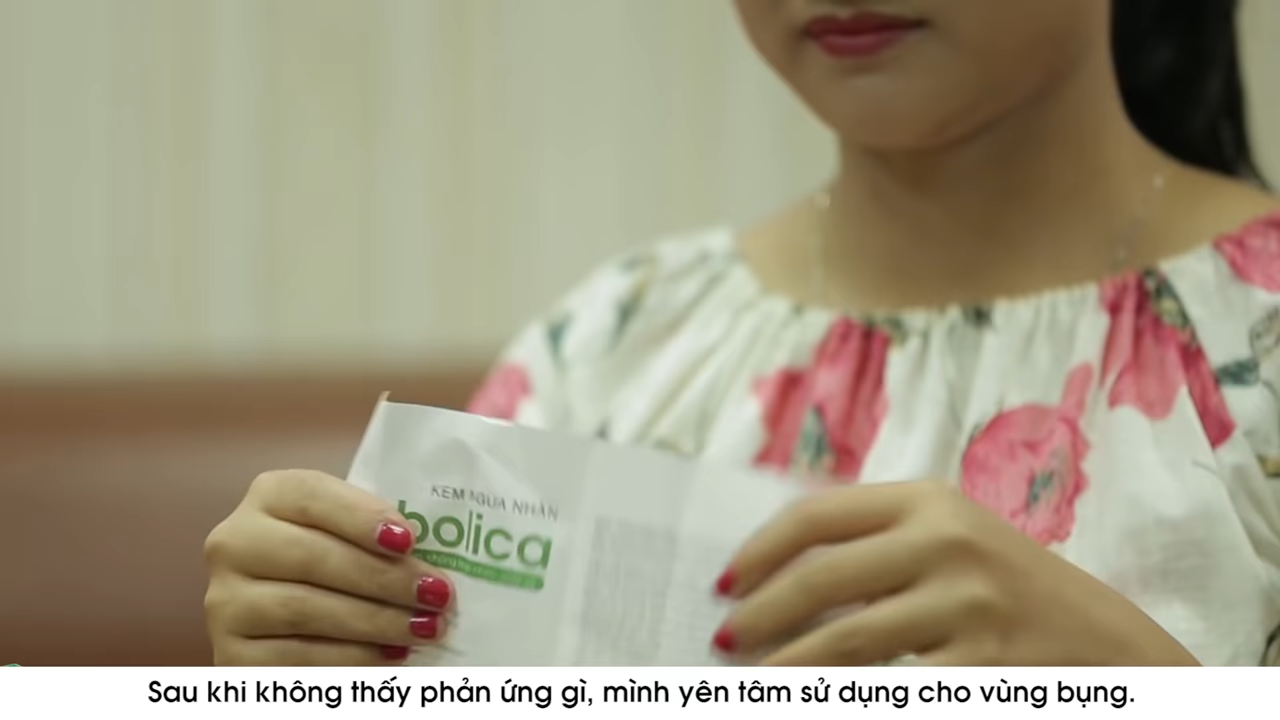 KEM NGỪA NHĂN
bolica
Sau khi không thấy phản ứng gì, mình yên tâm sử dụng cho vùng bụng.